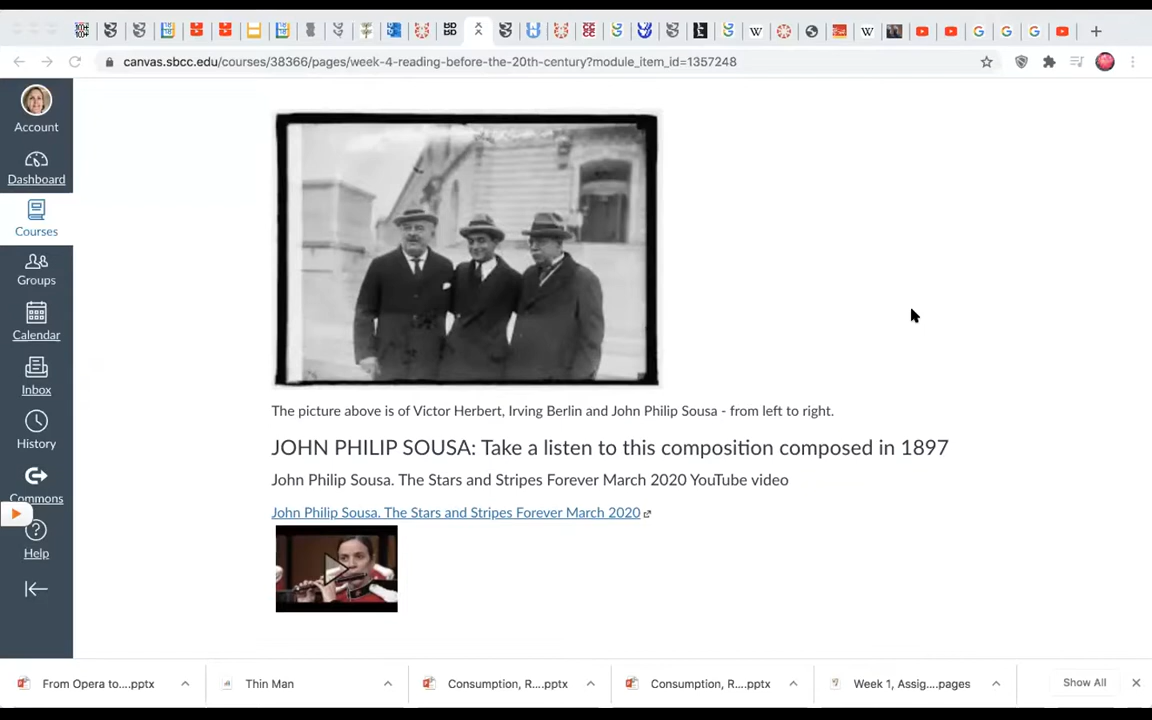 canvas.sbcc.edu/courses/38366/pages/week-4-reading-before-the-20th-century?module_item_id=1357248
Account
Dashboard
Courses
Groups
Calendar
Inbox
History
Commons
Help
The picture above is of Victor Herbert, Irving Berlin and John Philip Sousa - from left to right.
JOHN PHILIP SOUSA: Take a listen to this composition composed in 1897
John Philip Sousa. The Stars and Stripes Forever March 2020 YouTube video
John Philip Sousa. The Stars and Stripes Forever March 2020
From Opera to....pptx
Thin Man
Consumption, R....pptx
Consumption, R....pptx
Week 1, Assig....pages
Show All